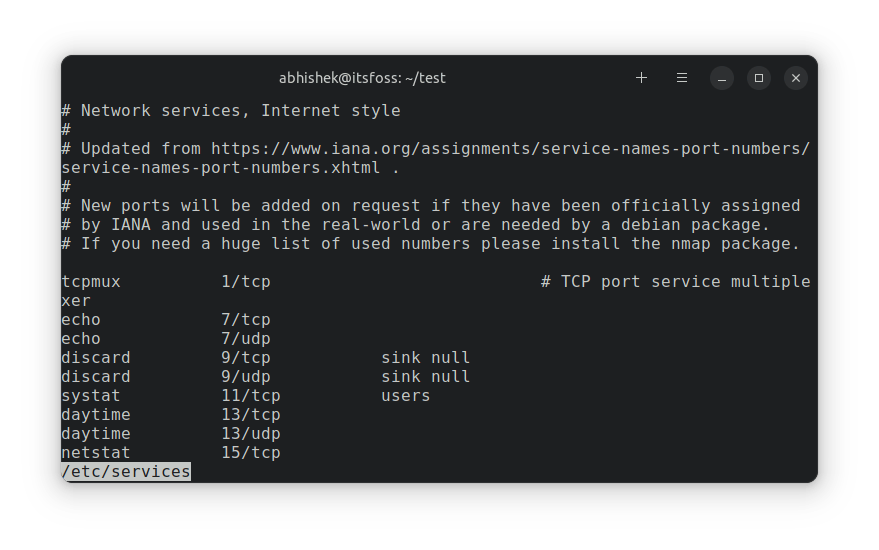 abhishek@itsfoss: ~/test
# Network services, Internet style
#
# Updated from https://www.iana.org/assignments/service-names-port-numbers/
service-names-port-numbers.xhtml .
#
# New ports will be added on request if they have been officially assigned
# by IANA and used in the real-world or are needed by a debian package.
# If you need a huge list of used numbers please install the nmap package.

tcpmux          1/tcp                           # TCP port service multiple
xer
echo            7/tcp
echo            7/udp
discard         9/tcp           sink null
discard         9/udp           sink null
systat          11/tcp          users
daytime         13/tcp
daytime         13/udp
netstat         15/tcp
/etc/services